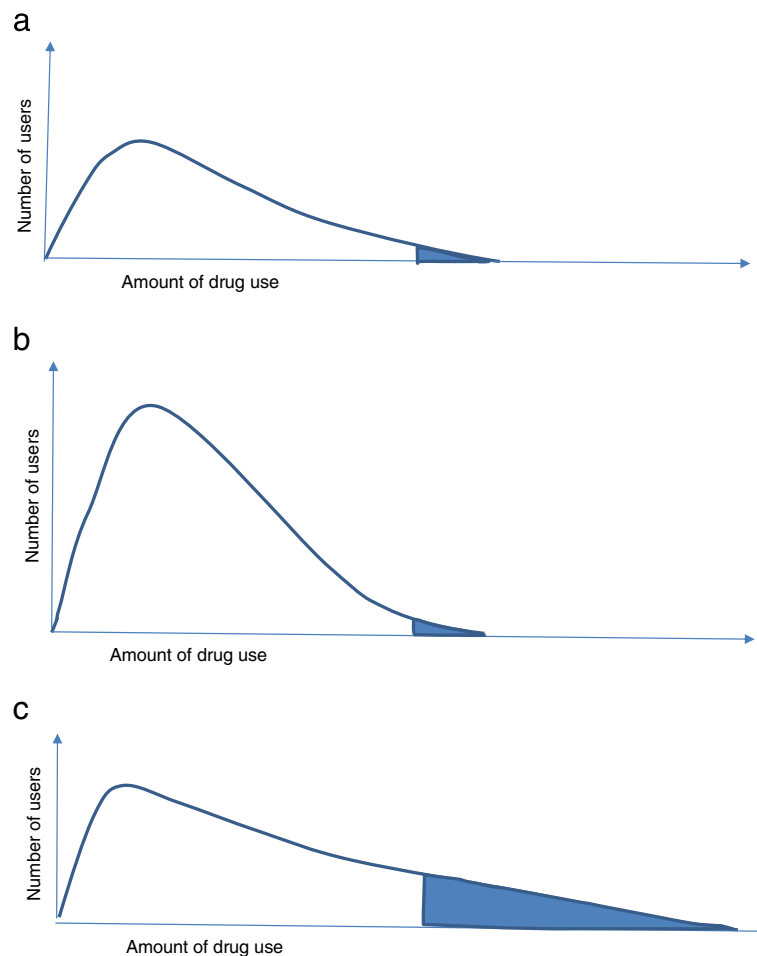 a
Number of users
Amount of drug use
b
Number of users
Amount of drug use
c
Number of users
Amount of drug use